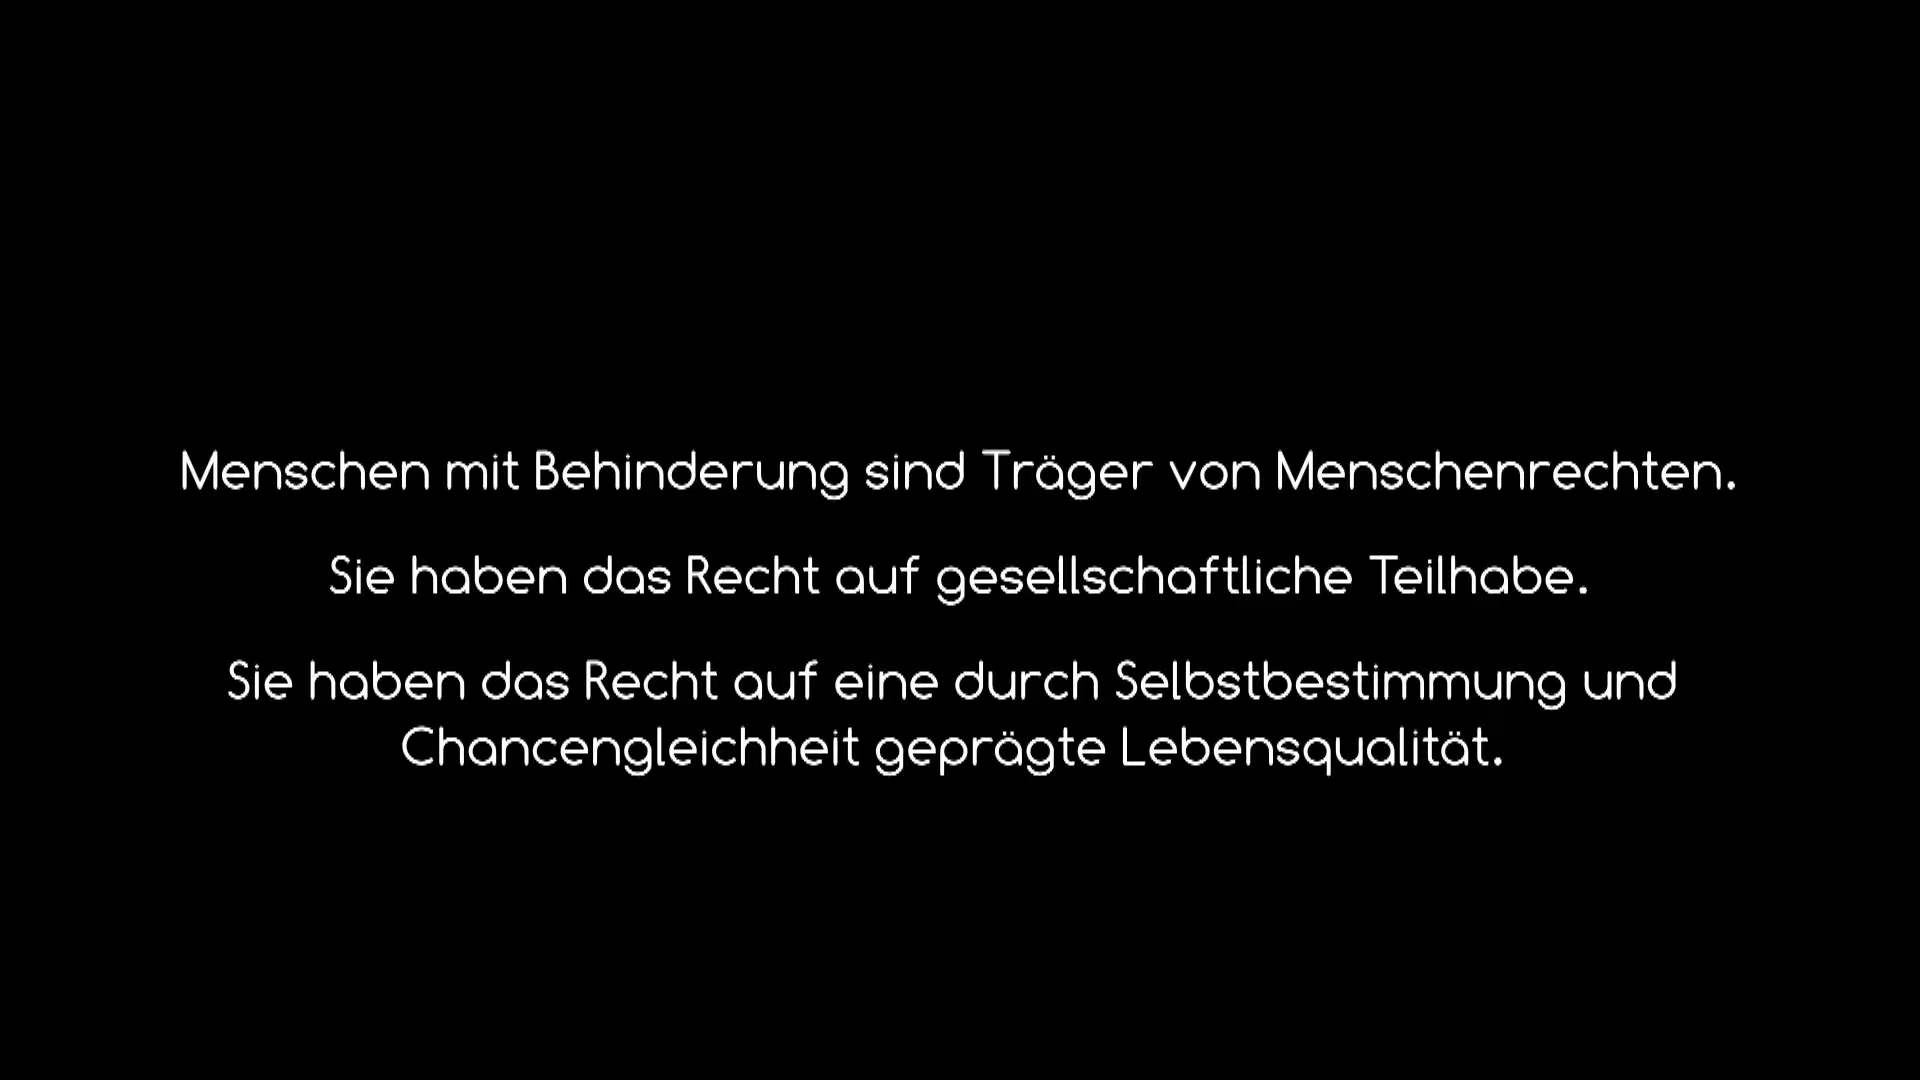 Menschen mit Behinderung sind Träger von Menschenrechten.
Sie haben das Recht auf gesellschaftliche Teilhabe.
Sie haben das Recht auf eine durch Selbstbestimmung und
Chancengleichheit geprägte Lebensqualität.